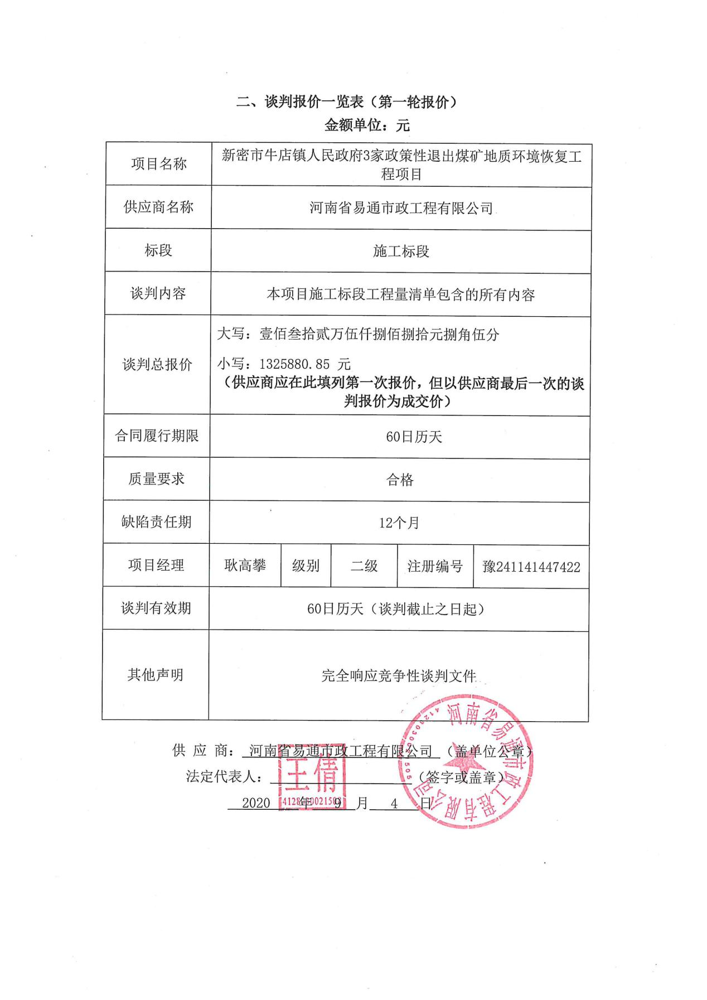 二、谈判报价一览表（第一轮报价）
金额单位：元
项目名称
新密市牛店镇人民政府3家政策性退出煤矿地质环境恢复工
程项目
供应商名称
河南省易通市政工程有限公司
标段
施工标段
谈判内容
本项目施工标段工程量清单包含的所有内容
谈判总报价
大写：壹佰叁拾贰万伍仟捌佰捌拾元捌角伍分
小写：1325880.85 元
（供应商应在此填列第一次报价，但以供应商最后一次的谈
判报价为成交价）
合同履行期限
60日历天
质量要求
合格
缺陷责任期
12个月
项目经理 耿高攀 级别 二级 注册编号 豫241141447422
谈判有效期
60日历天（谈判截止之日起）
其他声明
完全响应竞争性谈判文件
供 应 商：河南省易通市政工程有限公司（盖单位公章）
法定代表人：（签字或盖章）
2020 年 9 月 4 日
王倩
河南省易通市政工程有限公司